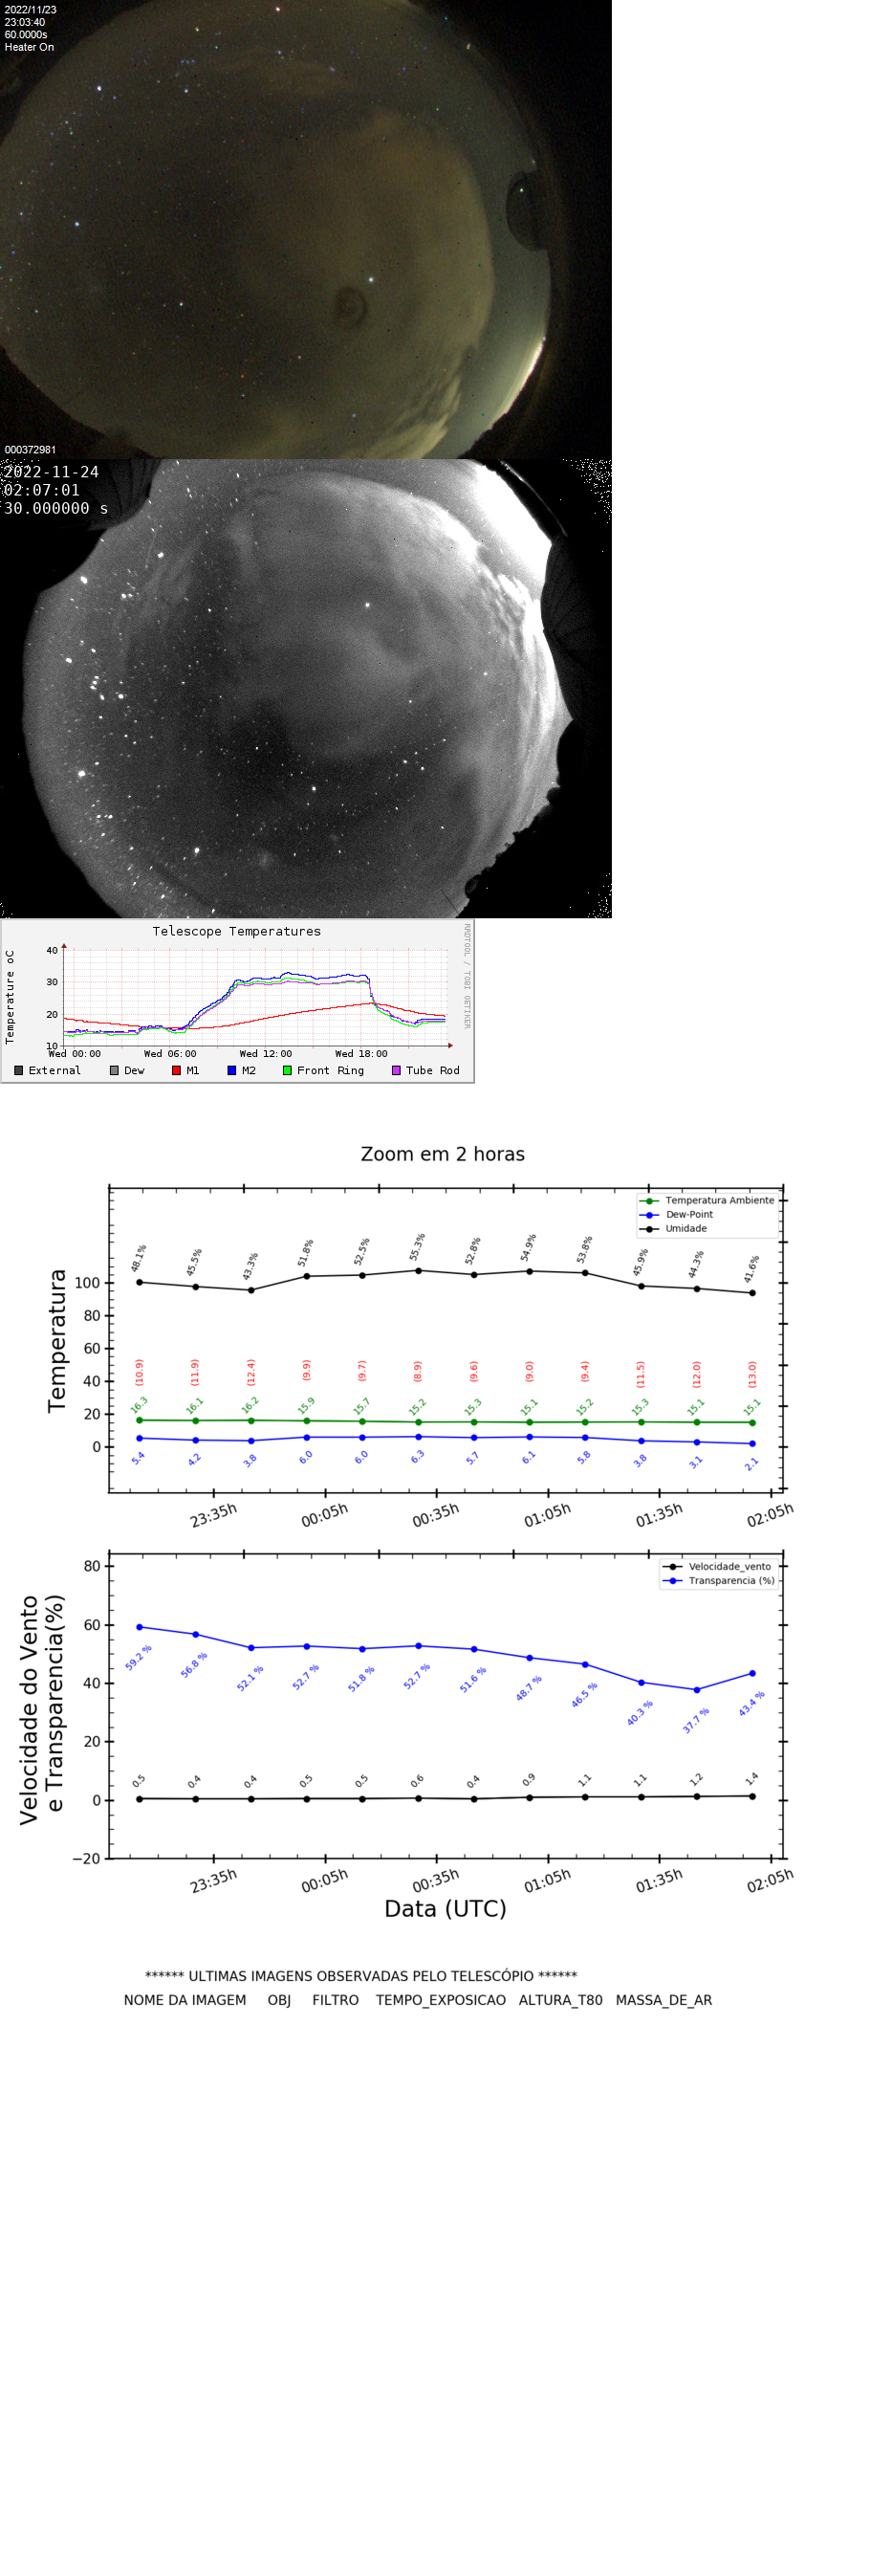 2022/11/23
23:03:40
60.0000s
Heater On
000372981
2022-11-24
02:07:01
30.000000 s
Telescope Temperatures
RRDTOOL / TOBI OETIKER
Temperature oC
40
30
20
10
Wed 00:00 Wed 06:00 Wed 12:00 Wed 18:00
External Dew M1 M2 Front Ring Tube Rod
Zoom em 2 horas
Temperatura Ambiente
Dew-Point
Umidade
Temperatura
100
80
60
40
20
0
48.1% 45.5% 43.3% 51.8% 52.5% 55.3% 52.8% 54.9% 53.8% 45.9% 44.3% 41.6%
(10.9) (11.9) (12.4) (9.9) (9.7) (8.9) (9.6) (9.0) (9.4) (11.5) (12.0) (13.0)
16.3 16.1 16.2 15.9 15.7 15.2 15.3 15.1 15.2 15.3 15.1 15.1
5.4 4.2 3.8 6.0 6.0 6.3 5.7 6.1 5.8 3.8 3.1 2.1
23:35h 00:05h 00:35h 01:05h 01:35h 02:05h
Velocidade_vento
Transparencia (%)
Velocidade do Vento
e Transparencia(%)
80
60
40
20
0
−20
59.2 % 56.8 % 52.1 % 52.7 % 51.8 % 52.7 % 51.6 % 48.7 % 46.5 % 40.3 % 37.7 % 43.4 %
0.5 0.4 0.4 0.5 0.5 0.6 0.4 0.9 1.1 1.1 1.2 1.4
23:35h 00:05h 00:35h 01:05h 01:35h 02:05h
Data (UTC)
****** ULTIMAS IMAGENS OBSERVADAS PELO TELESCÓPIO ******
NOME DA IMAGEM OBJ FILTRO TEMPO_EXPOSICAO ALTURA_T80 MASSA_DE_AR